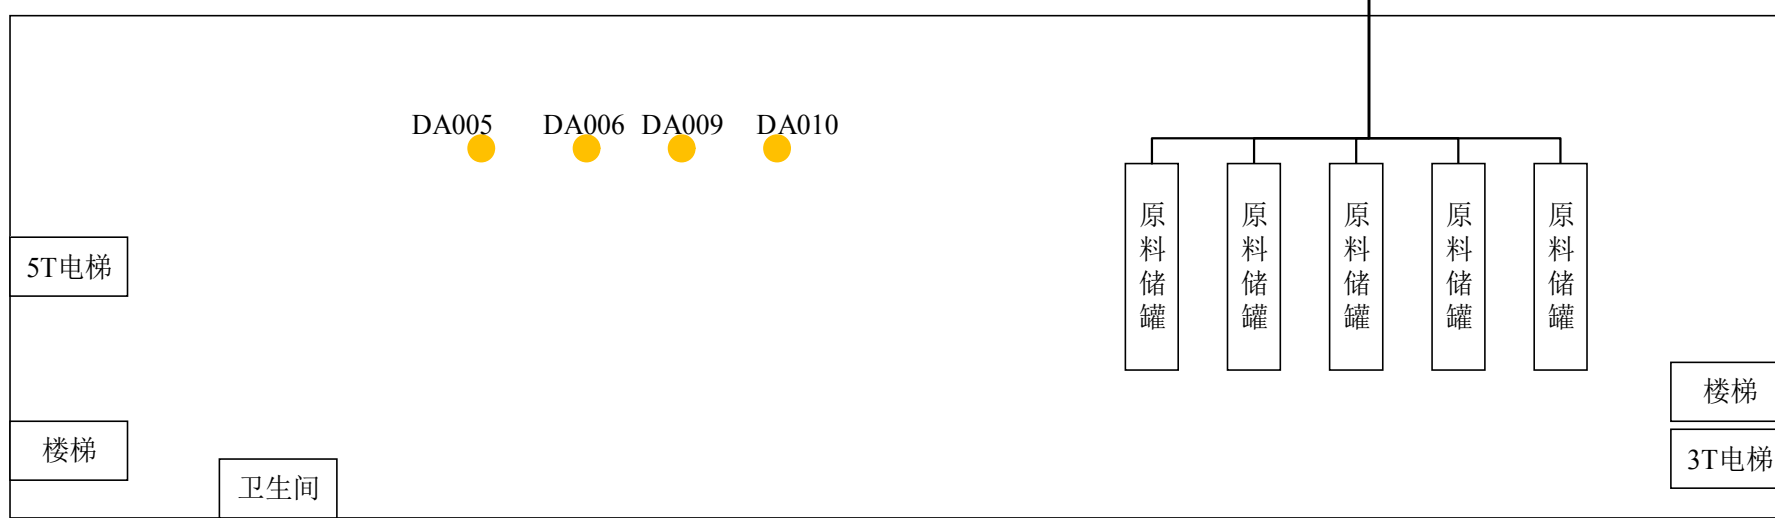 DA005
DA006
DA009
DA010
原料储罐
原料储罐
原料储罐
原料储罐
原料储罐
5T电梯
楼梯
楼梯
3T电梯
卫生间